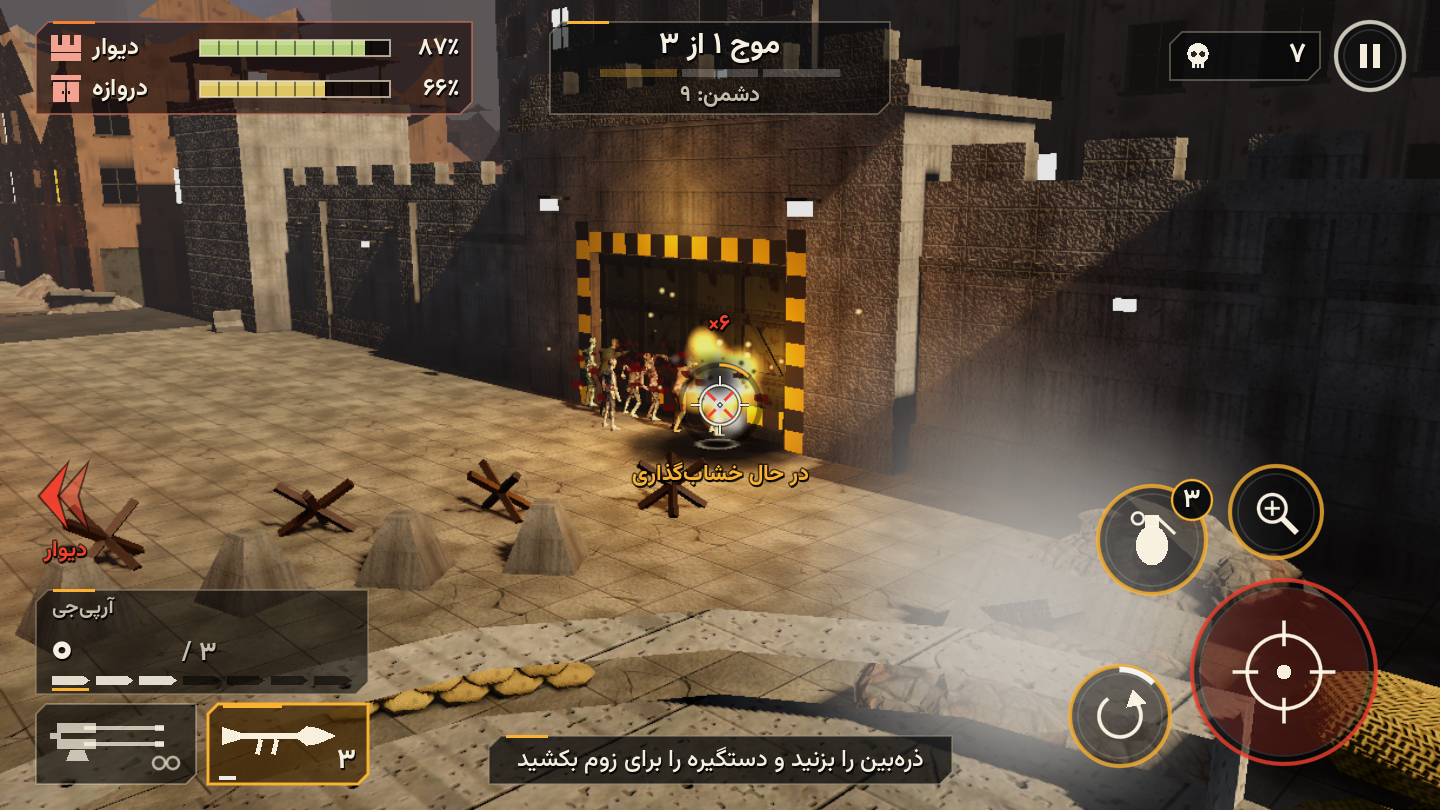 دیوار ۸۷٪
دروازه ۶۶٪
موج ۱ از ۳
دشمن: ۹
۷
×۶
در حال خشاب‌گذاری
دیوار
آرپی‌جی
۰ / ۳
∞
۳
۳
ذره‌بین را بزنید و دستگیره را برای زوم بکشید